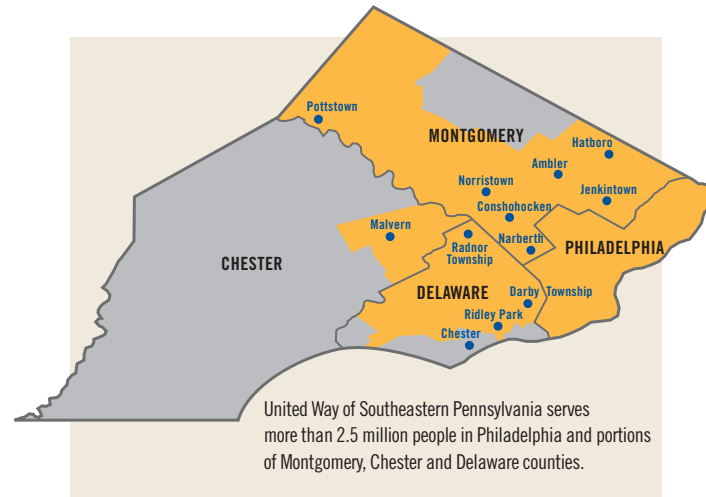 Pottstown
MONTGOMERY
Hatboro
Ambler
Norristown
Jenkintown
Conshohocken
Malvern
Radnor
Township
Narberth
PHILADELPHIA
CHESTER
DELAWARE
Darby Township
Ridley Park
Chester
United Way of Southeastern Pennsylvania serves
more than 2.5 million people in Philadelphia and portions
of Montgomery, Chester and Delaware counties.